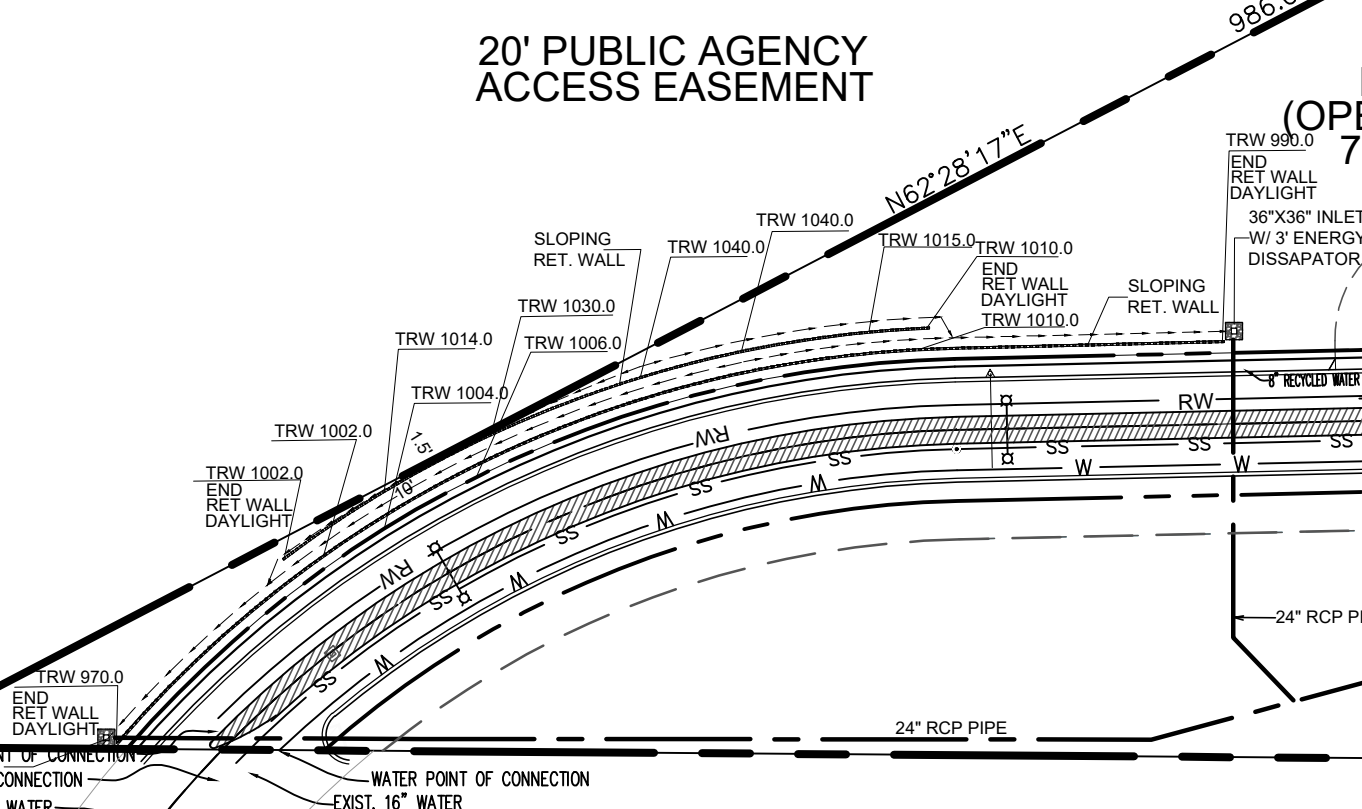 20' PUBLIC AGENCY
ACCESS EASEMENT
N62°28'17"E
TRW 990.0
END
RET WALL
DAYLIGHT
36"X36" INLET
W/ 3' ENERGY
DISSAPATOR
TRW 1040.0
SLOPING
RET. WALL
TRW 1040.0
TRW 1015.0
TRW 1010.0
END
RET WALL
DAYLIGHT
TRW 1010.0
SLOPING
RET. WALL
TRW 1030.0
TRW 1014.0
TRW 1006.0
8" RECYCLED WATER
TRW 1004.0
RW
RW
TRW 1002.0
1.5'
10'
TRW 1002.0
END
RET WALL
DAYLIGHT
SS
SS
SS
SS
SS
SS
SS
SS
W
W
W
W
W
W
RW
24" RCP
TRW 970.0
END
RET WALL
DAYLIGHT
24" RCP PIPE
OF CONNECTION
CONNECTION
WATER
WATER POINT OF CONNECTION
EXIST. 16" WATER